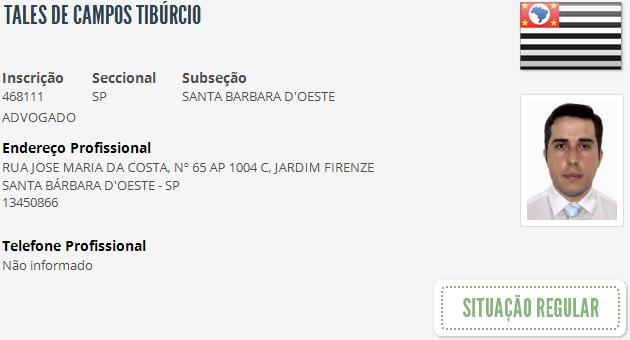 TALES DE CAMPOS TIBÚRCIO
Inscrição Seccional Subseção
468111 SP SANTA BARBARA D'OESTE
ADVOGADO
Endereço Profissional
RUA JOSE MARIA DA COSTA, Nº 65 AP 1004 C, JARDIM FIRENZE
SANTA BÁRBARA D'OESTE - SP
13450866
Telefone Profissional
Não informado
SITUAÇÃO REGULAR